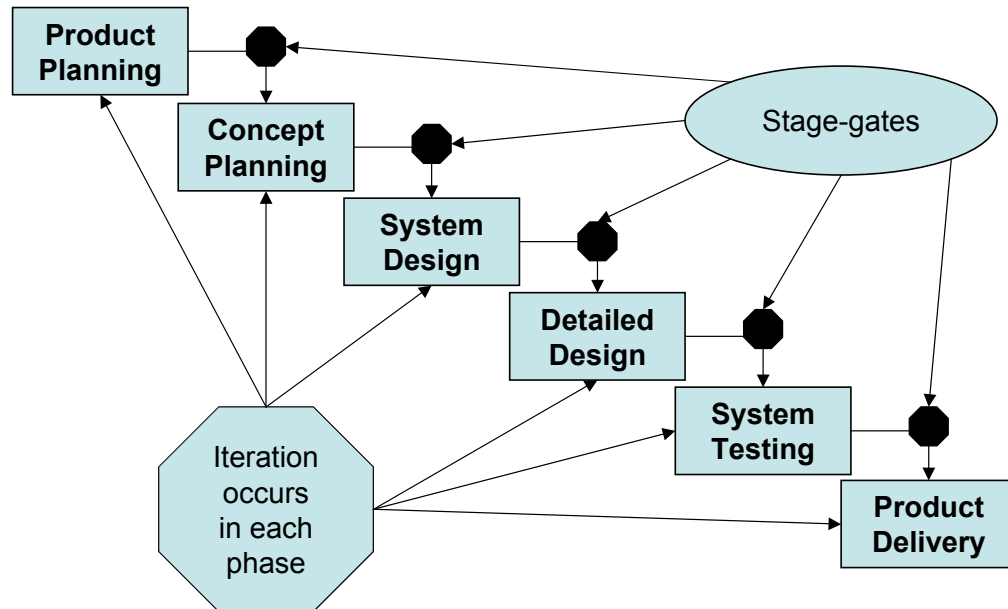 Product
Planning
Stage-gates
Concept
Planning
System
Design
Detailed
Design
System
Testing
Iteration
occurs
in each
phase
Product
Delivery